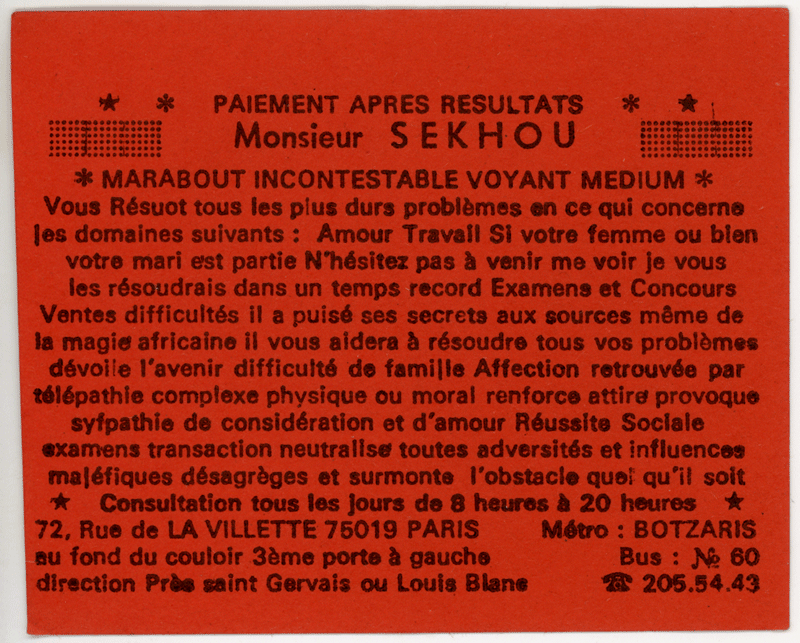 ★ * PAIEMENT APRES RESULTATS * ★
Monsieur SEKHOU
* MARABOUT INCONTESTABLE VOYANT MEDIUM *
Vous Résuot tous les plus durs problèmes en ce qui concerne
les domaines suivants : Amour Travail Si votre femme ou bien
votre mari est partie N'hésitez pas à venir me voir je vous
les résoudrais dans un temps record Examens et Concours
Ventes difficultés il a puisé ses secrets aux sources même de
la magie africaine il vous aidera à résoudre tous vos problèmes
dévoile l'avenir difficulté de famille Affection retrouvée par
télépathie complexe physique ou moral renforce attire provoque
syfpathie de considération et d'amour Réussite Sociale
examens transaction neutralise toutes adversités et influences
maléfiques désagrèges et surmonte l'obstacle quel qu'il soit
★ Consultation tous les jours de 8 heures à 20 heures ★
72, Rue de LA VILLETTE 75019 PARIS Métro : BOTZARIS
au fond du couloir 3ème porte à gauche Bus : № 60
direction Près saint Gervais ou Louis Blanc ☎ 205.54.43